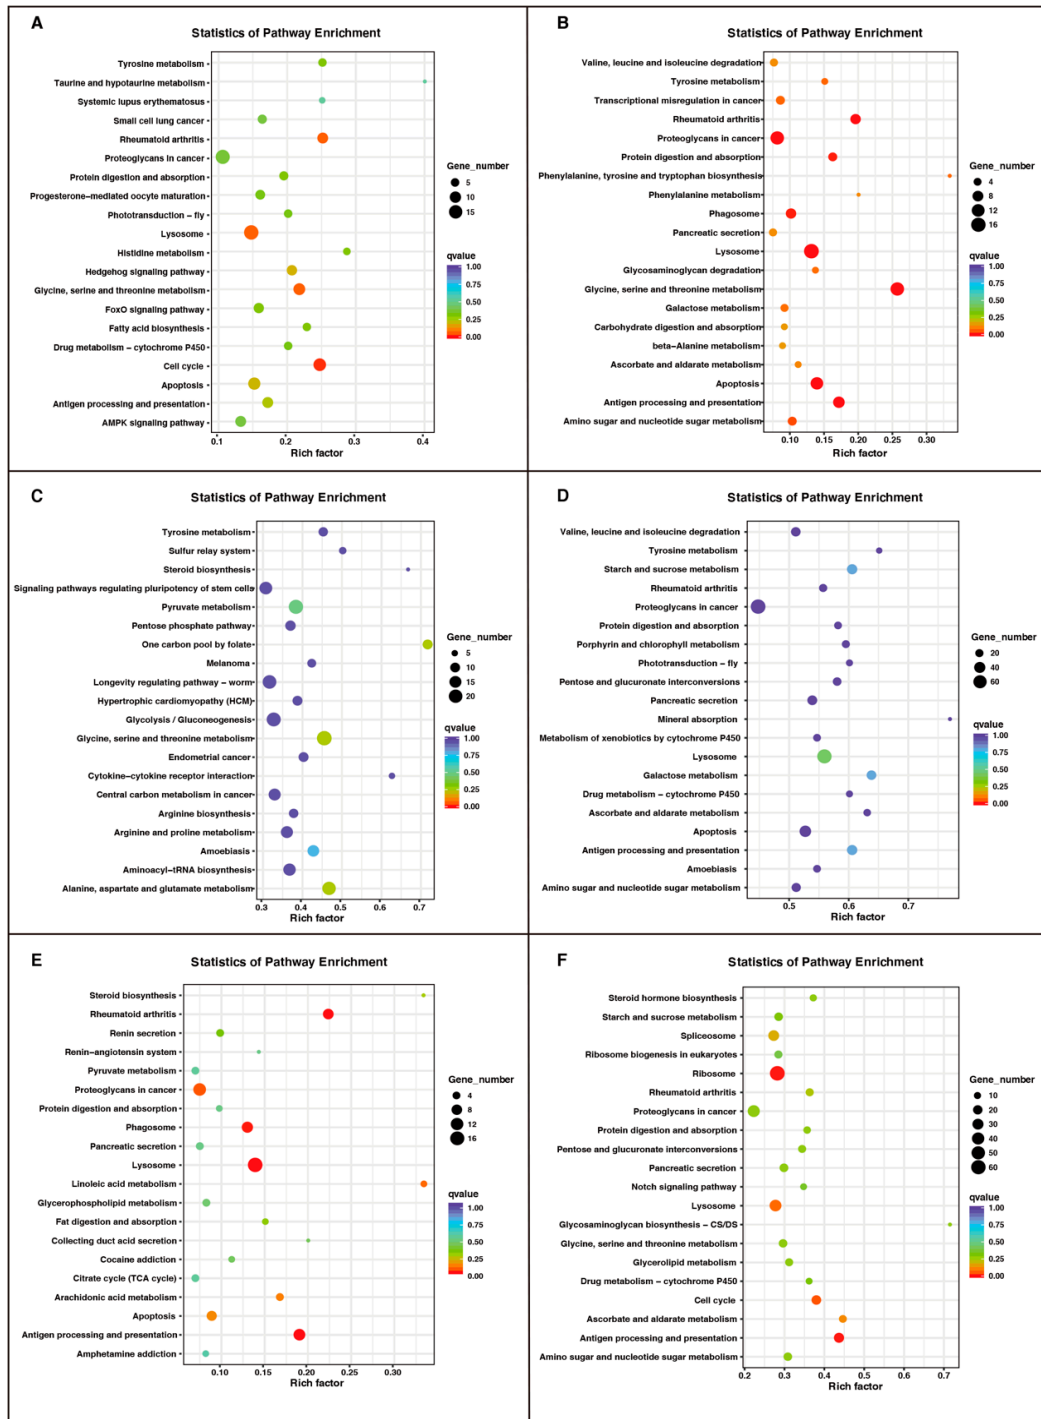 A
Statistics of Pathway Enrichment
Tyrosine metabolism
Taurine and hypotaurine metabolism
Systemic lupus erythematosus
Small cell lung cancer
Rheumatoid arthritis
Proteoglycans in cancer
Protein digestion and absorption
Progesterone−mediated oocyte maturation
Phototransduction − fly
Lysosome
Histidine metabolism
Hedgehog signaling pathway
Glycine, serine and threonine metabolism
FoxO signaling pathway
Fatty acid biosynthesis
Drug metabolism − cytochrome P450
Cell cycle
Apoptosis
Antigen processing and presentation
AMPK signaling pathway
0.1 0.2 0.3 0.4
Rich factor
Gene_number
5
10
15
qvalue
1.00
0.75
0.50
0.25
0.00
B
Statistics of Pathway Enrichment
Valine, leucine and isoleucine degradation
Tyrosine metabolism
Transcriptional misregulation in cancer
Rheumatoid arthritis
Proteoglycans in cancer
Protein digestion and absorption
Phenylalanine, tyrosine and tryptophan biosynthesis
Phenylalanine metabolism
Phagosome
Pancreatic secretion
Lysosome
Glycosaminoglycan degradation
Glycine, serine and threonine metabolism
Galactose metabolism
Carbohydrate digestion and absorption
beta−Alanine metabolism
Ascorbate and aldarate metabolism
Apoptosis
Antigen processing and presentation
Amino sugar and nucleotide sugar metabolism
0.10 0.15 0.20 0.25 0.30
Rich factor
Gene_number
4
8
12
16
qvalue
1.00
0.75
0.50
0.25
0.00
C
Statistics of Pathway Enrichment
Tyrosine metabolism
Sulfur relay system
Steroid biosynthesis
Signaling pathways regulating pluripotency of stem cells
Pyruvate metabolism
Pentose phosphate pathway
One carbon pool by folate
Melanoma
Longevity regulating pathway − worm
Hypertrophic cardiomyopathy (HCM)
Glycolysis / Gluconeogenesis
Glycine, serine and threonine metabolism
Endometrial cancer
Cytokine−cytokine receptor interaction
Central carbon metabolism in cancer
Arginine biosynthesis
Arginine and proline metabolism
Amoebiasis
Aminoacyl−tRNA biosynthesis
Alanine, aspartate and glutamate metabolism
0.3 0.4 0.5 0.6 0.7
Rich factor
Gene_number
5
10
15
20
qvalue
1.00
0.75
0.50
0.25
0.00
D
Statistics of Pathway Enrichment
Valine, leucine and isoleucine degradation
Tyrosine metabolism
Starch and sucrose metabolism
Rheumatoid arthritis
Proteoglycans in cancer
Protein digestion and absorption
Porphyrin and chlorophyll metabolism
Phototransduction − fly
Pentose and glucuronate interconversions
Pancreatic secretion
Mineral absorption
Metabolism of xenobiotics by cytochrome P450
Lysosome
Galactose metabolism
Drug metabolism − cytochrome P450
Ascorbate and aldarate metabolism
Apoptosis
Antigen processing and presentation
Amoebiasis
Amino sugar and nucleotide sugar metabolism
0.5 0.6 0.7
Rich factor
Gene_number
20
40
60
qvalue
1.00
0.75
0.50
0.25
0.00
E
Statistics of Pathway Enrichment
Steroid biosynthesis
Rheumatoid arthritis
Renin secretion
Renin−angiotensin system
Pyruvate metabolism
Proteoglycans in cancer
Protein digestion and absorption
Phagosome
Pancreatic secretion
Lysosome
Linoleic acid metabolism
Glycerophospholipid metabolism
Fat digestion and absorption
Collecting duct acid secretion
Cocaine addiction
Citrate cycle (TCA cycle)
Arachidonic acid metabolism
Apoptosis
Antigen processing and presentation
Amphetamine addiction
0.10 0.15 0.20 0.25 0.30
Rich factor
Gene_number
4
8
12
16
qvalue
1.00
0.75
0.50
0.25
0.00
F
Statistics of Pathway Enrichment
Steroid hormone biosynthesis
Starch and sucrose metabolism
Spliceosome
Ribosome biogenesis in eukaryotes
Ribosome
Rheumatoid arthritis
Proteoglycans in cancer
Protein digestion and absorption
Pentose and glucuronate interconversions
Pancreatic secretion
Notch signaling pathway
Lysosome
Glycosaminoglycan biosynthesis − CS/DS
Glycine, serine and threonine metabolism
Glycerolipid metabolism
Drug metabolism − cytochrome P450
Cell cycle
Ascorbate and aldarate metabolism
Antigen processing and presentation
Amino sugar and nucleotide sugar metabolism
0.2 0.3 0.4 0.5 0.6 0.7
Rich factor
Gene_number
10
20
30
40
50
60
qvalue
1.00
0.75
0.50
0.25
0.00